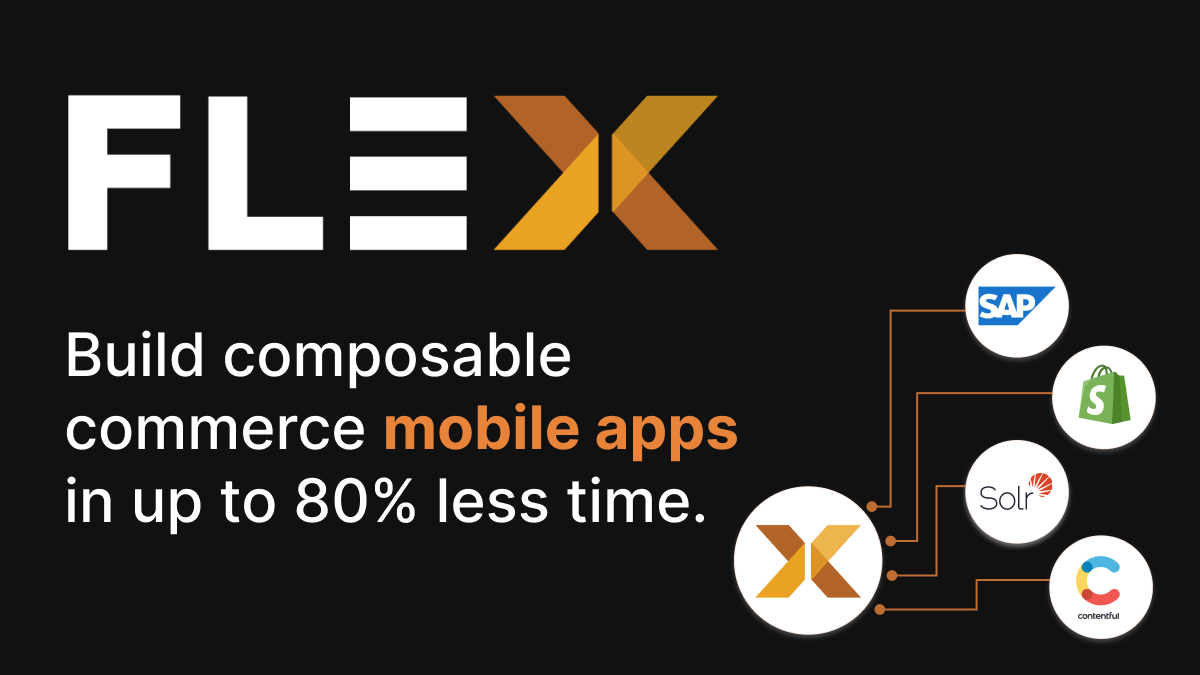 FLEX
Build composable
commerce mobile apps
in up to 80% less time.
SAP
S
Solr
contentful